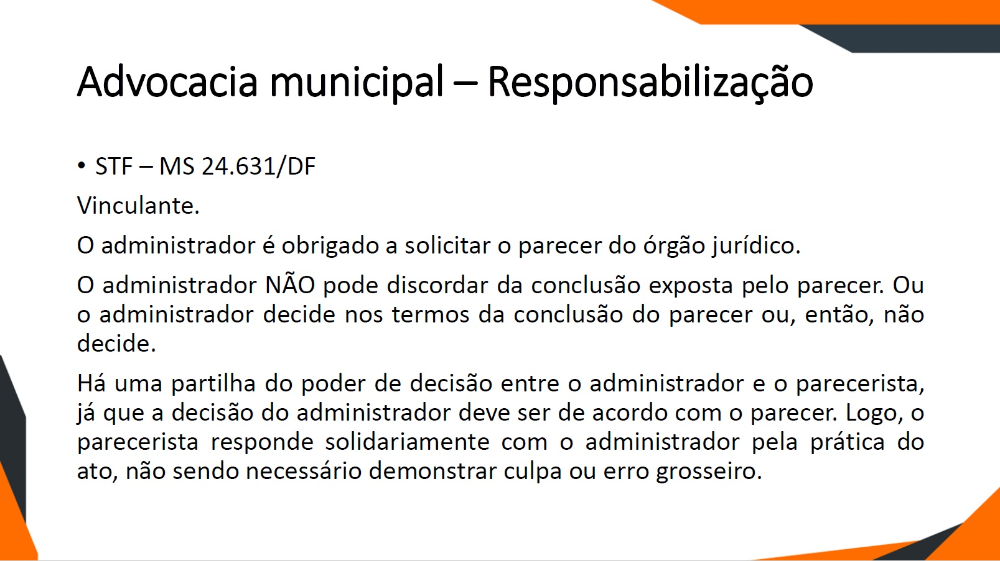 Advocacia municipal – Responsabilização
• STF – MS 24.631/DF
Vinculante.
O administrador é obrigado a solicitar o parecer do órgão jurídico.
O administrador NÃO pode discordar da conclusão exposta pelo parecer. Ou
o administrador decide nos termos da conclusão do parecer ou, então, não
decide.
Há uma partilha do poder de decisão entre o administrador e o parecerista,
já que a decisão do administrador deve ser de acordo com o parecer. Logo, o
parecerista responde solidariamente com o administrador pela prática do
ato, não sendo necessário demonstrar culpa ou erro grosseiro.